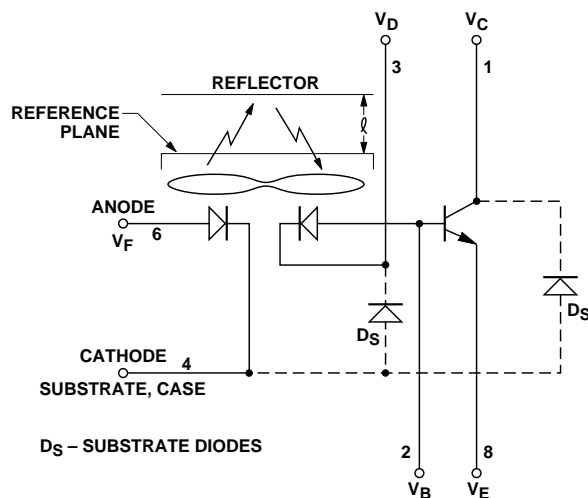 V_D
V_C
3
1
REFLECTOR
REFERENCE
PLANE
ℓ
ANODE
6
V_F
D_S
D_S
CATHODE
4
SUBSTRATE, CASE
D_S – SUBSTRATE DIODES
2
8
V_B
V_E